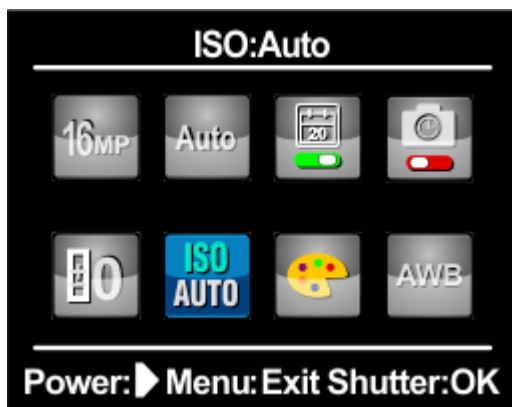 ISO:Auto
16MP Auto 20
0 ISO AUTO AWB
Power: Menu:Exit Shutter:OK